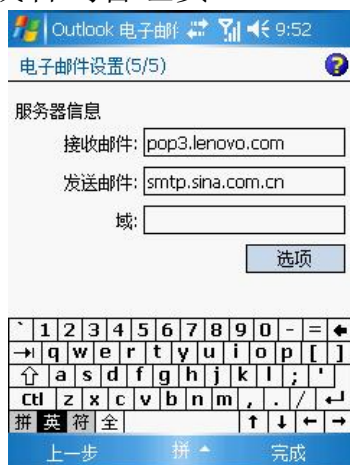 Outlook 电子邮 9:52
电子邮件设置(5/5)
服务器信息
接收邮件: pop3.lenovo.com
发送邮件: smtp.sina.com.cn
域:
选项
` 1 2 3 4 5 6 7 8 9 0 - =
q w e r t y u i o p [ ]
a s d f g h j k l ; '
Ctl z x c v b n m , . /
拼 英 符 全
上一步 拼 完成